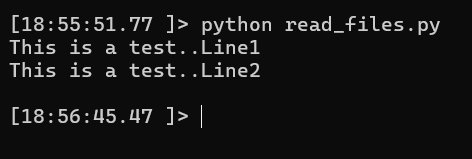 [18:55:51.77 ]> python read_files.py
This is a test..Line1
This is a test..Line2
[18:56:45.47 ]>